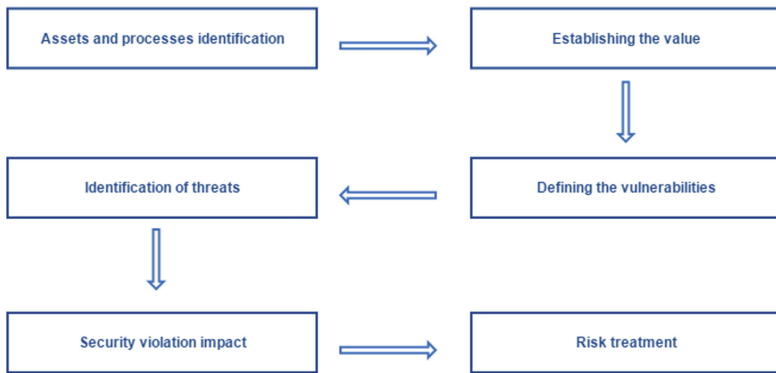 Assets and processes identification
Establishing the value
Defining the vulnerabilities
Identification of threats
Security violation impact
Risk treatment